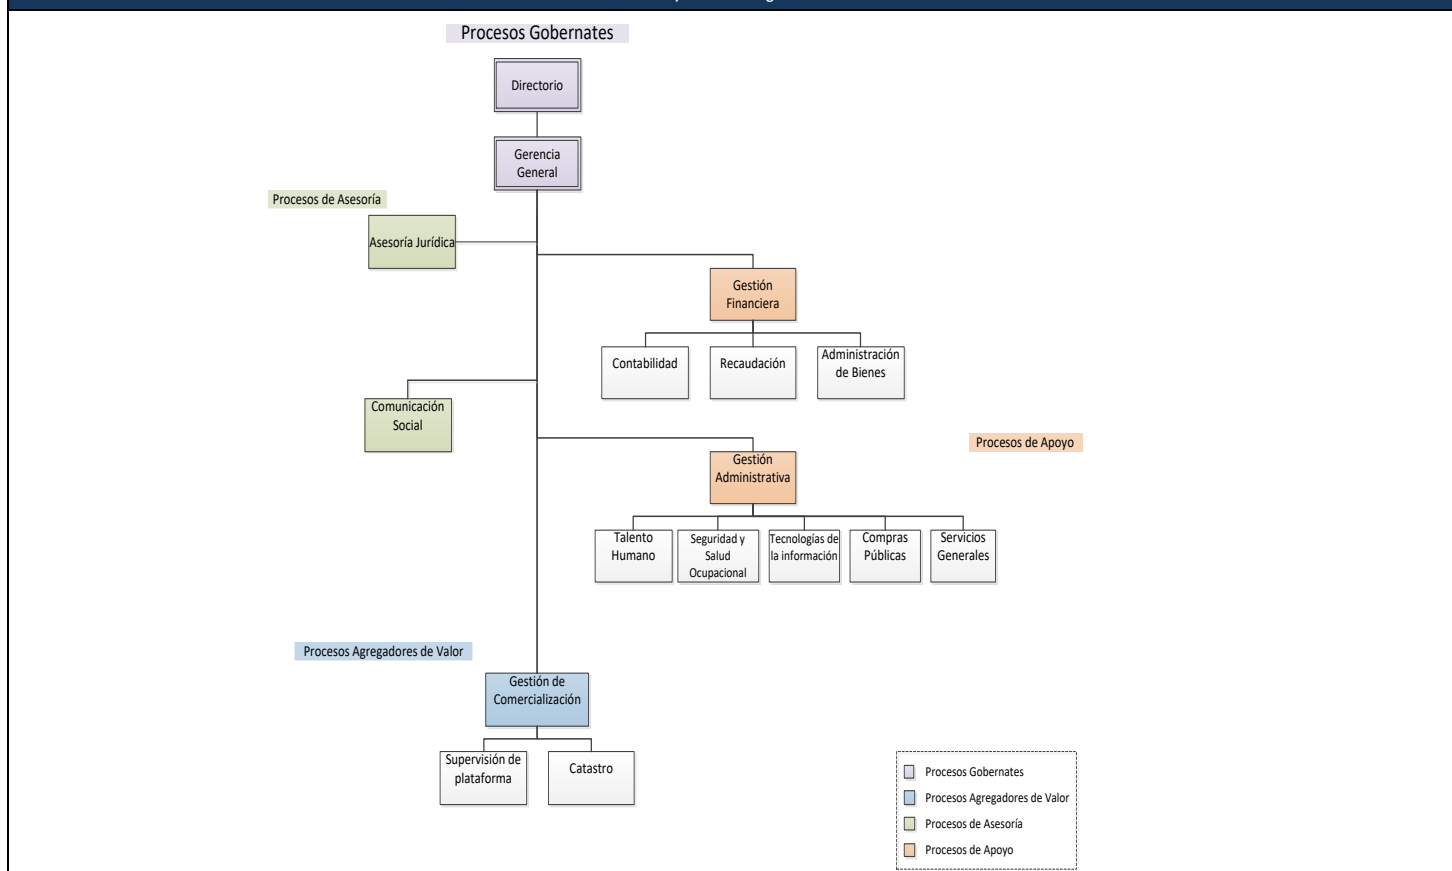 Procesos Gobernates
Directorio
Gerencia
General
Procesos de Asesoría
Asesoría Jurídica
Gestión
Financiera
Contabilidad
Recaudación
Administración
de Bienes
Comunicación
Social
Procesos de Apoyo
Gestión
Administrativa
Talento
Humano
Seguridad y
Salud
Ocupacional
Tecnologías de
la información
Compras
Públicas
Servicios
Generales
Procesos Agregadores de Valor
Gestión de
Comercialización
Supervisión de
plataforma
Catastro
Procesos Gobernates
Procesos Agregadores de Valor
Procesos de Asesoría
Procesos de Apoyo